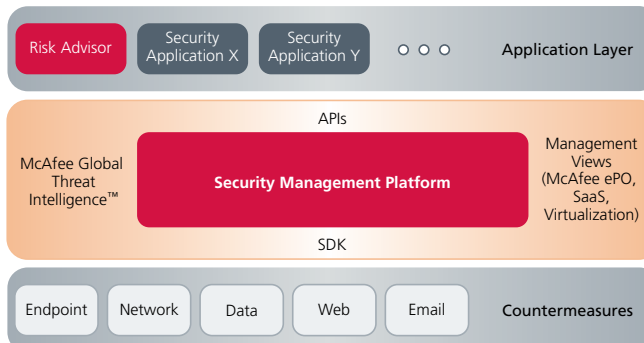 Risk Advisor
Security
Application X
Security
Application Y
Application Layer
APIs
McAfee Global
Threat
Intelligence™
Security Management Platform
Management
Views
(McAfee ePO,
SaaS,
Virtualization)
SDK
Endpoint
Network
Data
Web
Email
Countermeasures